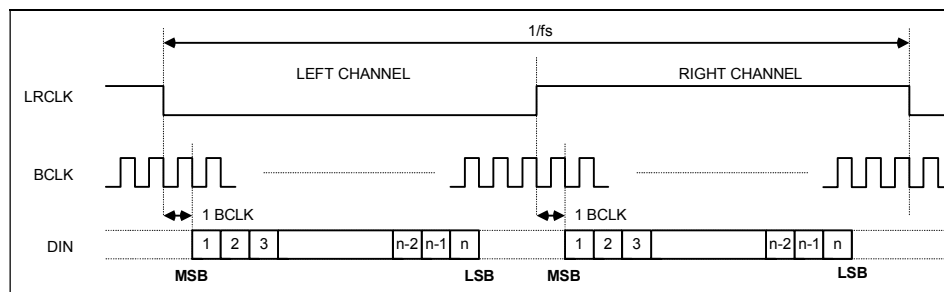 1/fs
LEFT CHANNEL RIGHT CHANNEL
LRCLK
BCLK
1 BCLK 1 BCLK
DIN 1 2 3 n-2 n-1 n 1 2 3 n-2 n-1 n
MSB LSB MSB LSB